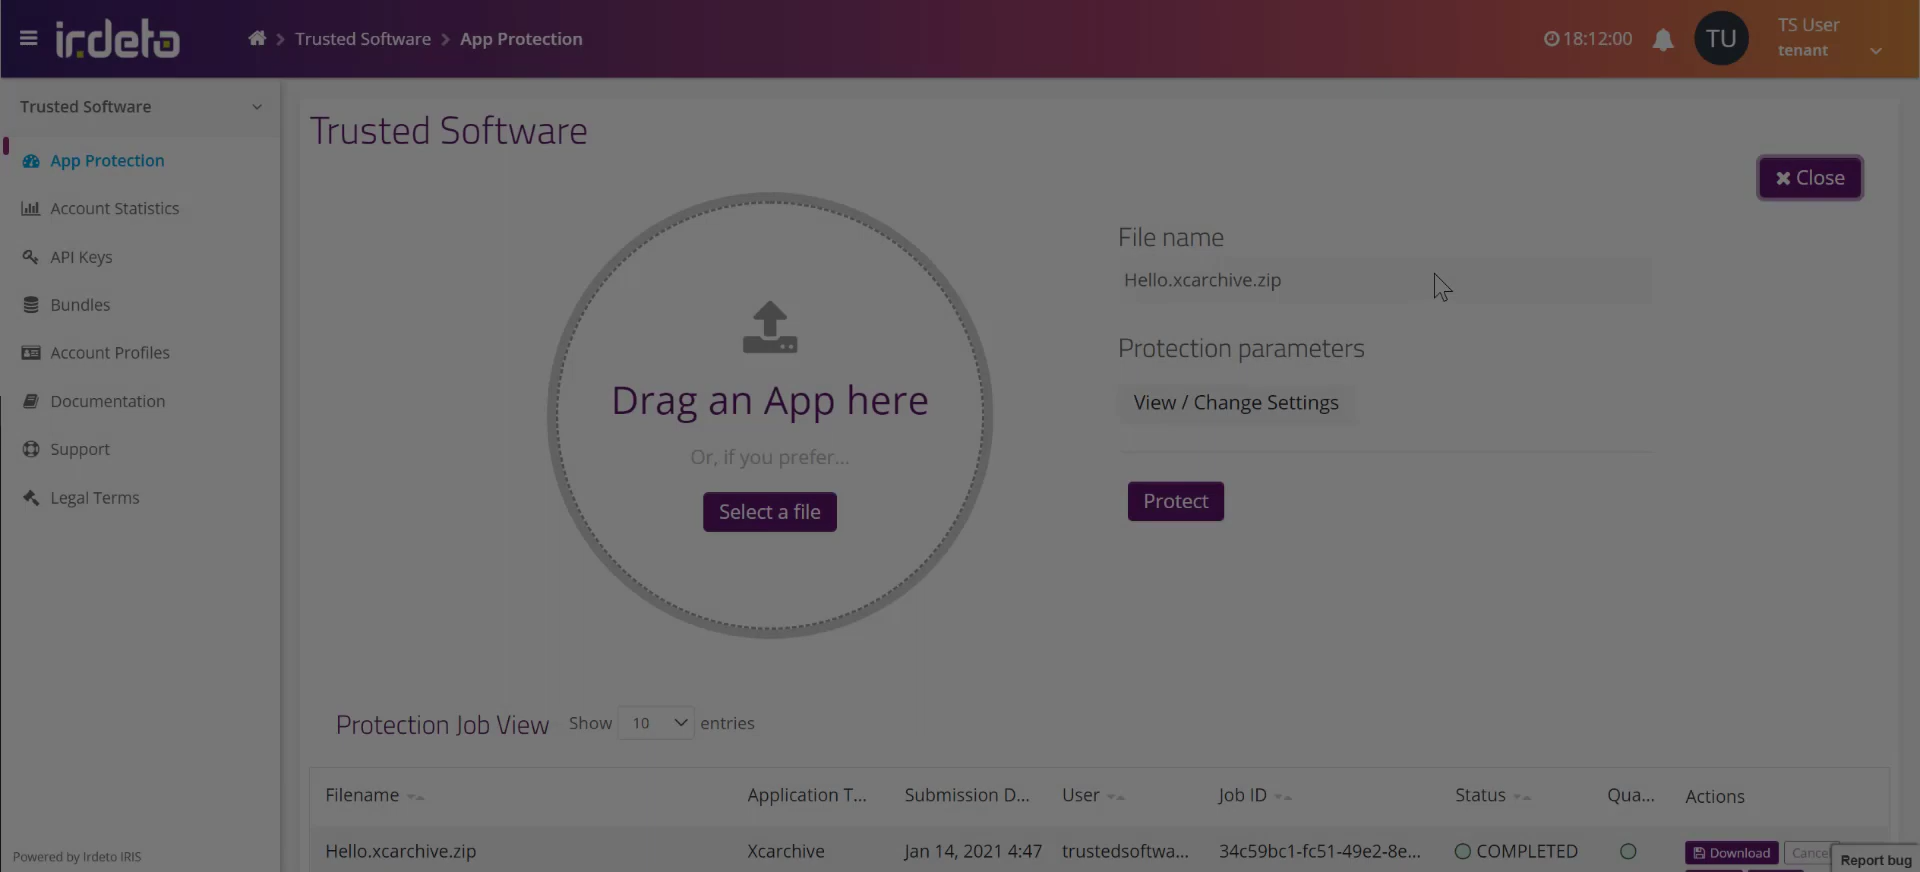 irdeto
Trusted Software
App Protection
18:12:00
TU
TS User
tenant
Trusted Software
App Protection
Account Statistics
API Keys
Bundles
Account Profiles
Documentation
Support
Legal Terms
Powered by Irdeto IRIS
Trusted Software
Close
Drag an App here
Or, if you prefer...
Select a file
File name
Hello.xcarchive.zip
Protection parameters
View / Change Settings
Protect
Protection Job View Show 10 entries
Filename Application T... Submission D... User Job ID Status Qua... Actions
Hello.xcarchive.zip Xcarchive Jan 14, 2021 4:47 trustedsoftwa... 34c59bc1-fc51-49e2-8e... COMPLETED Download Cancel
Report bug